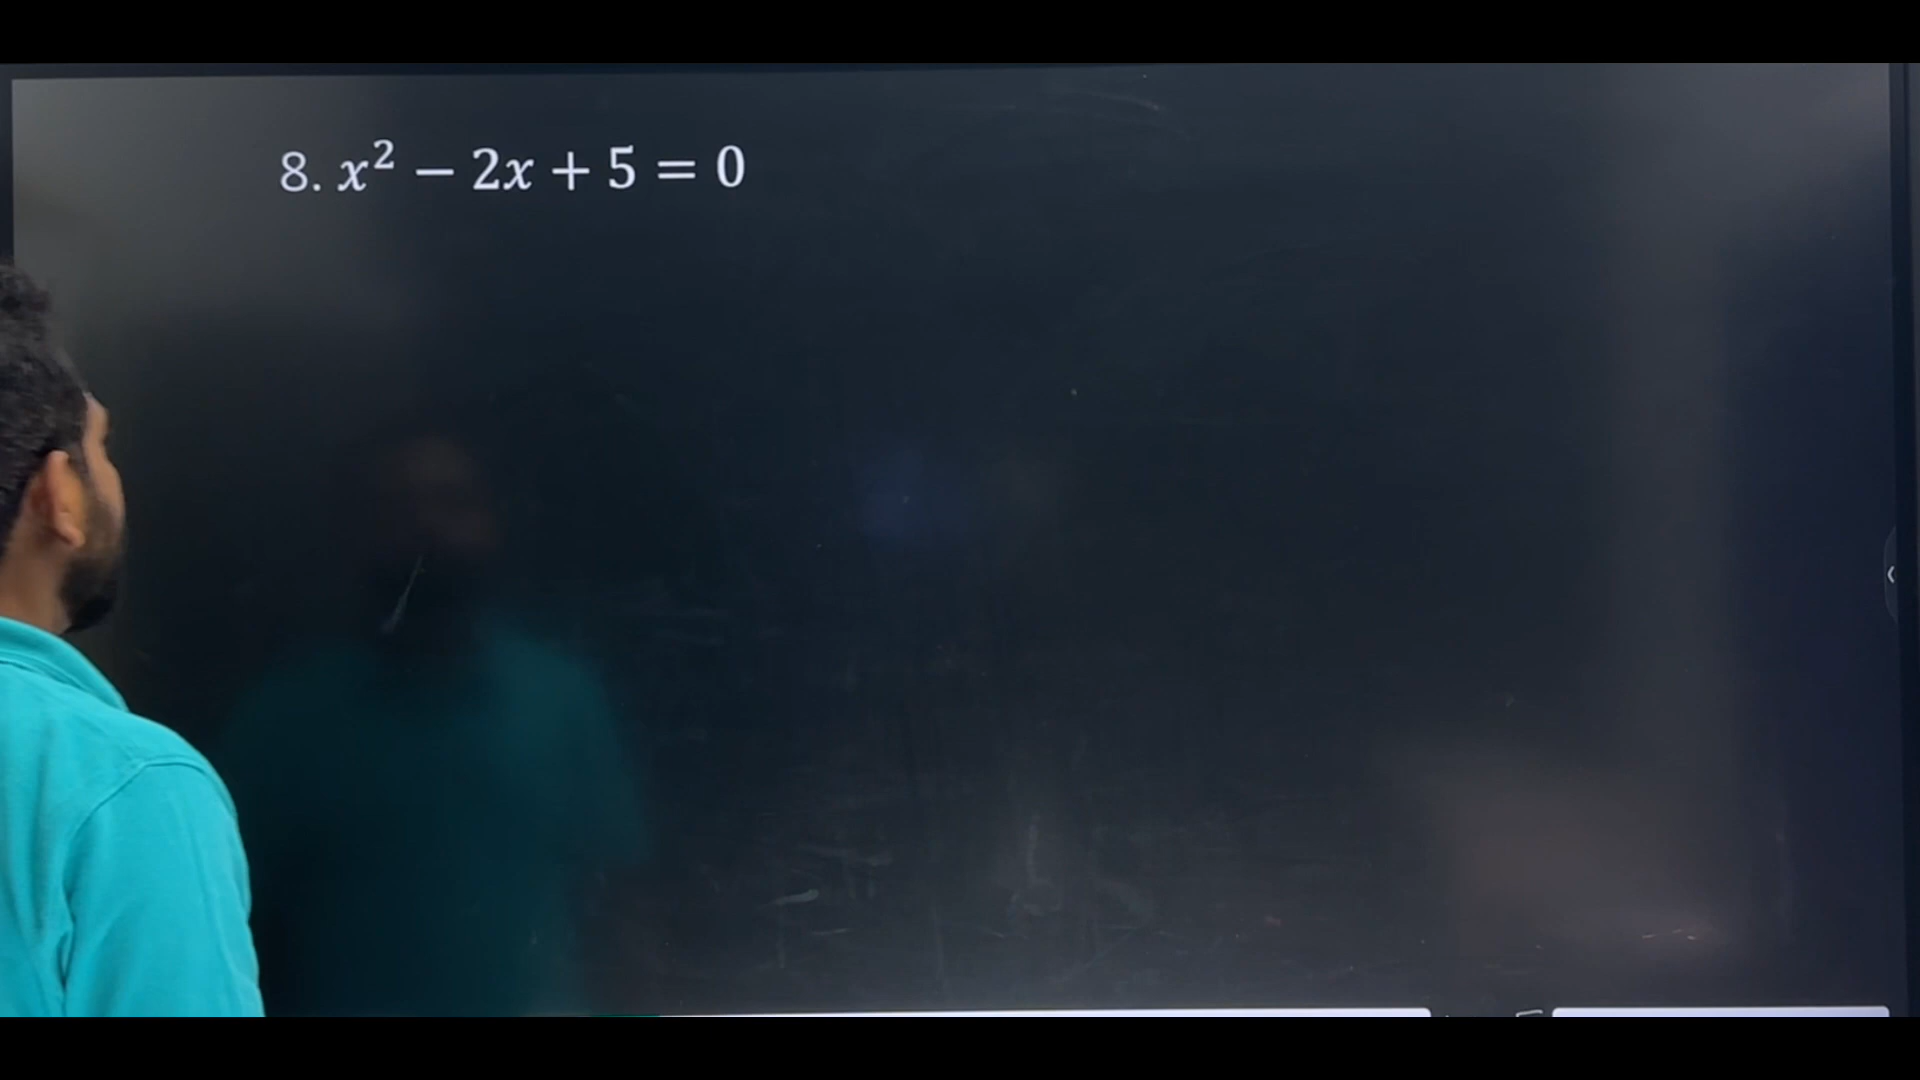 8. x² − 2x + 5 = 0